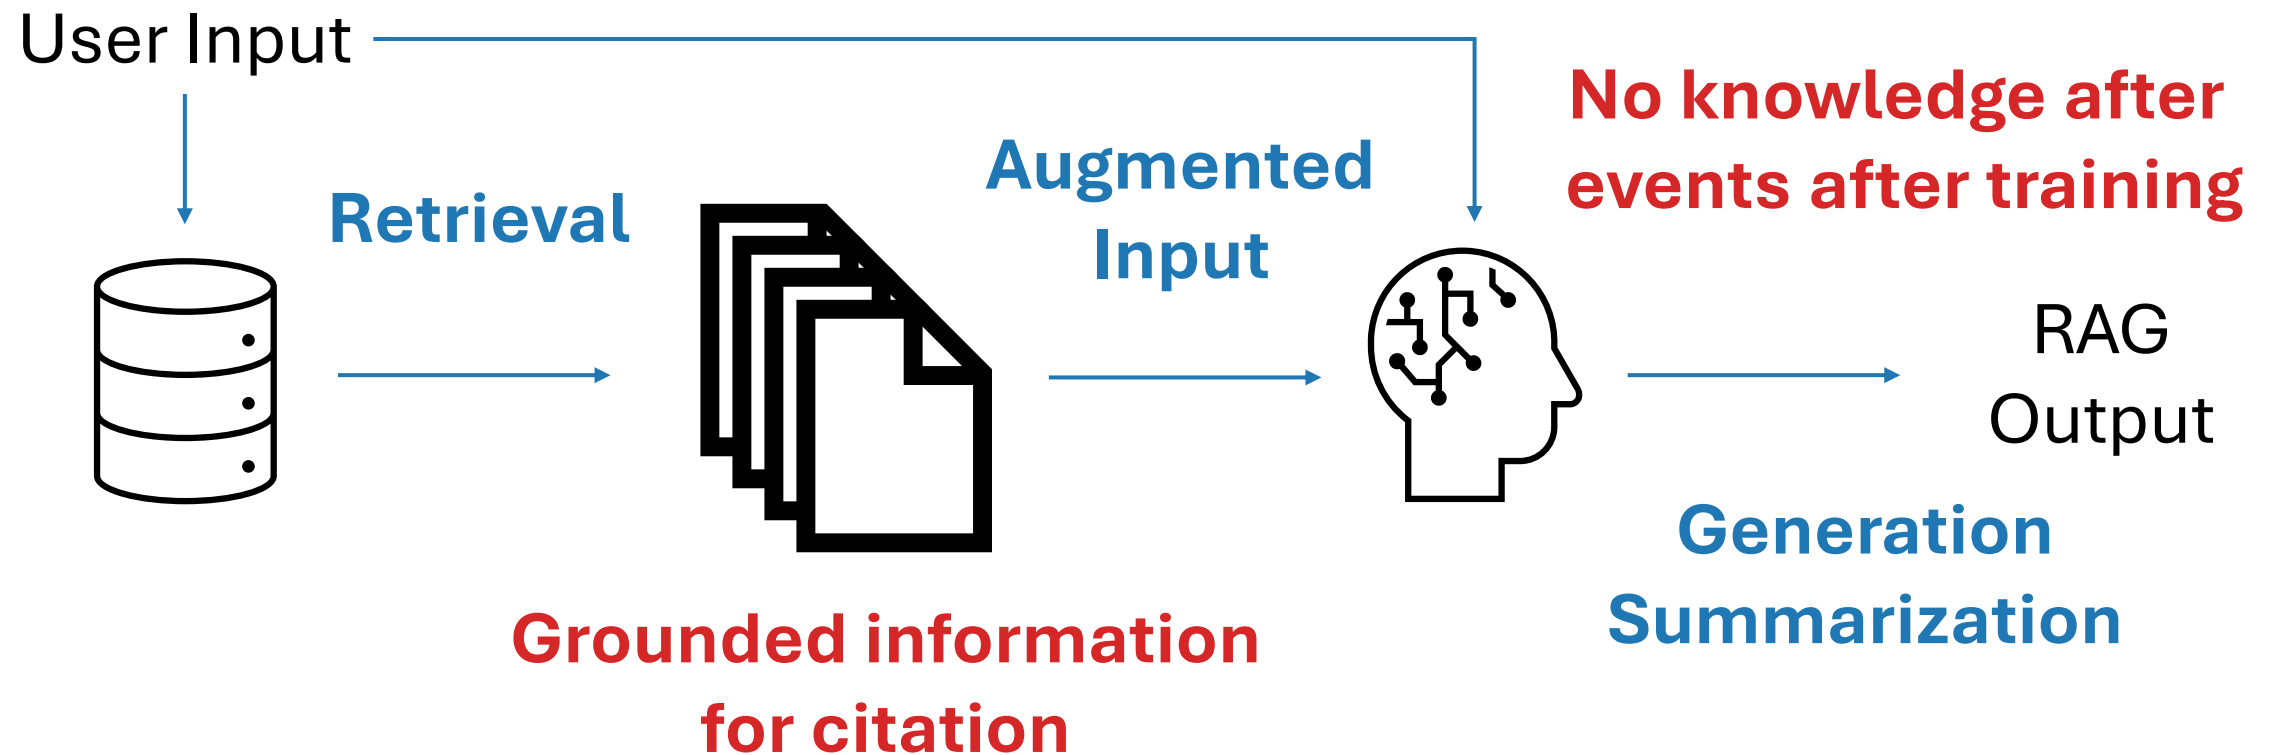 User Input
No knowledge after
events after training
Augmented
Input
Retrieval
RAG
Output
Generation
Summarization
Grounded information
for citation